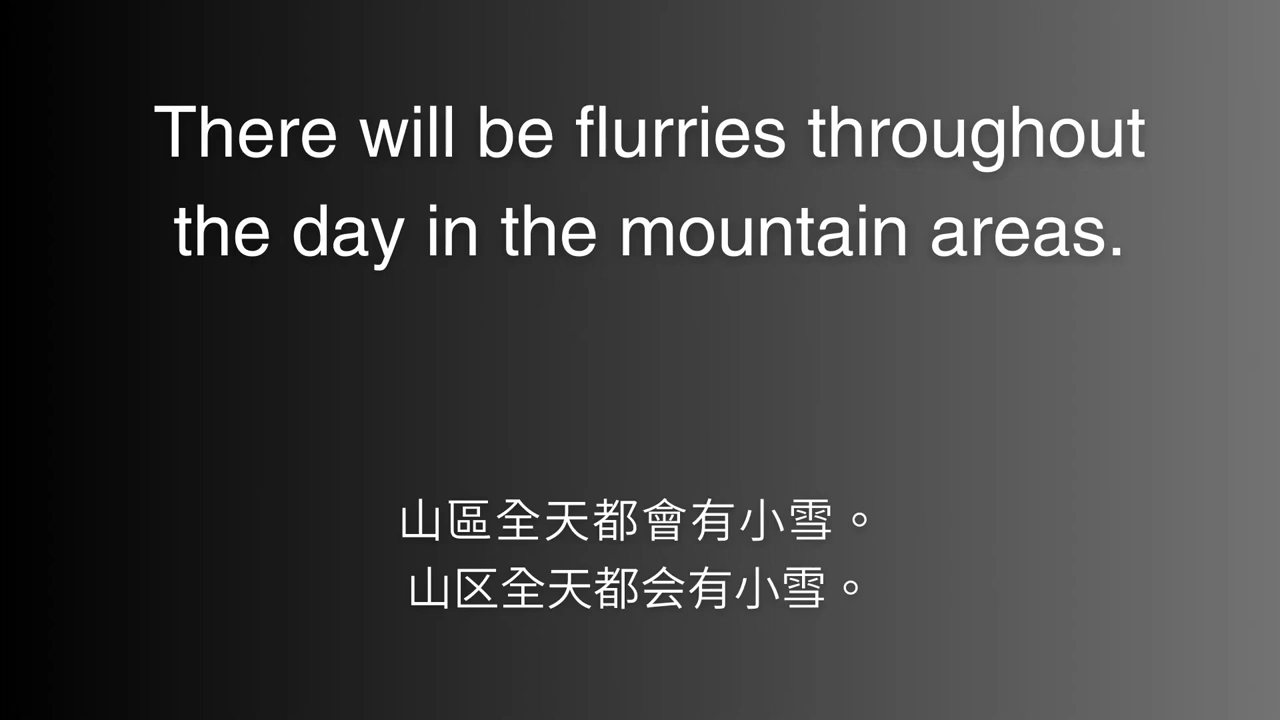 There will be flurries throughout
the day in the mountain areas.
山區全天都會有小雪。
山区全天都会有小雪。